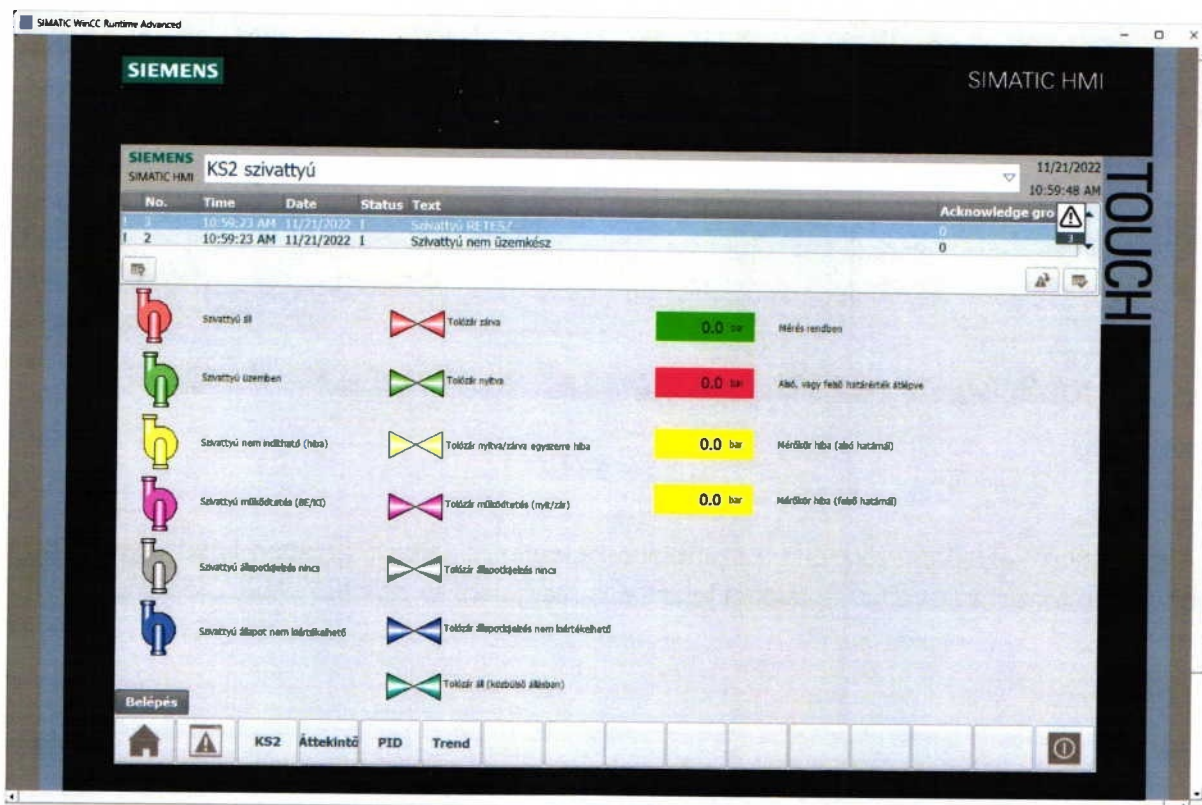 SIMATIC WinCC Runtime Advanced
SIEMENS
SIMATIC HMI
TOUCH
SIEMENS
SIMATIC HMI
KS2 szivattyú
11/21/2022
10:59:48 AM
No. Time Date Status Text Acknowledge gro
! 3 10:59:23 AM 11/21/2022 I Szivattyú RETESZ 0
! 2 10:59:23 AM 11/21/2022 I Szivattyú nem üzemkész 0
Szivattyú áll
Tolózár zárva
0.0 bar
Mérés rendben
Szivattyú üzemben
Tolózár nyitva
0.0 bar
Alsó, vagy felső határérték átlépve
Szivattyú nem indítható (hiba)
Tolózár nyitva/zárva egyszerre hiba
0.0 bar
Mérőkör hiba (alsó határnál)
Szivattyú működtetés (BE/KI)
Tolózár működtetés (nyit/zár)
0.0 bar
Mérőkör hiba (felső határnál)
Szivattyú állapotkijelzés nincs
Tolózár állapotkijelzés nincs
Szivattyú állapot nem kiértékelhető
Tolózár állapotkijelzés nem kiértékelhető
Tolózár áll (közbülső állásban)
Belépés
KS2 Áttekintő PID Trend